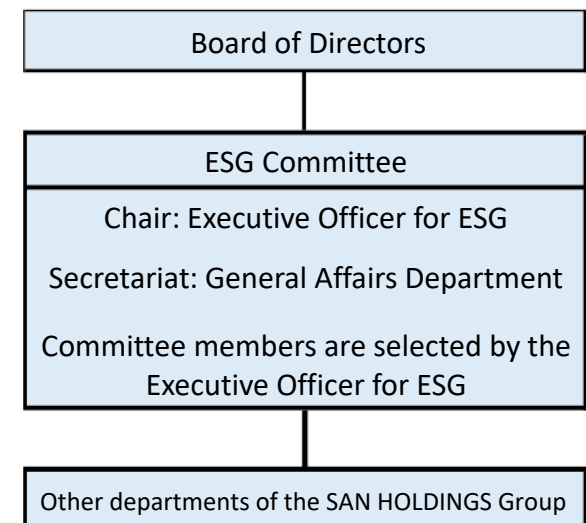 Board of Directors
ESG Committee
Chair: Executive Officer for ESG
Secretariat: General Affairs Department
Committee members are selected by the
Executive Officer for ESG
Other departments of the SAN HOLDINGS Group